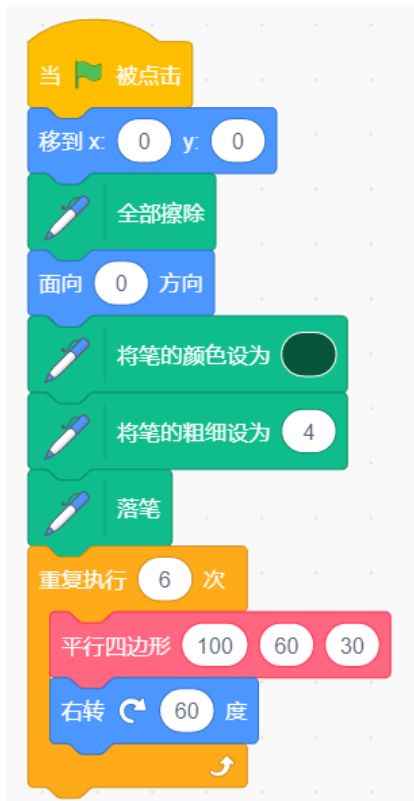 当 被点击
移到 x: 0 y: 0
全部擦除
面向 0 方向
将笔的颜色设为
将笔的粗细设为 4
落笔
重复执行 6 次
平行四边形 100 60 30
右转 60 度